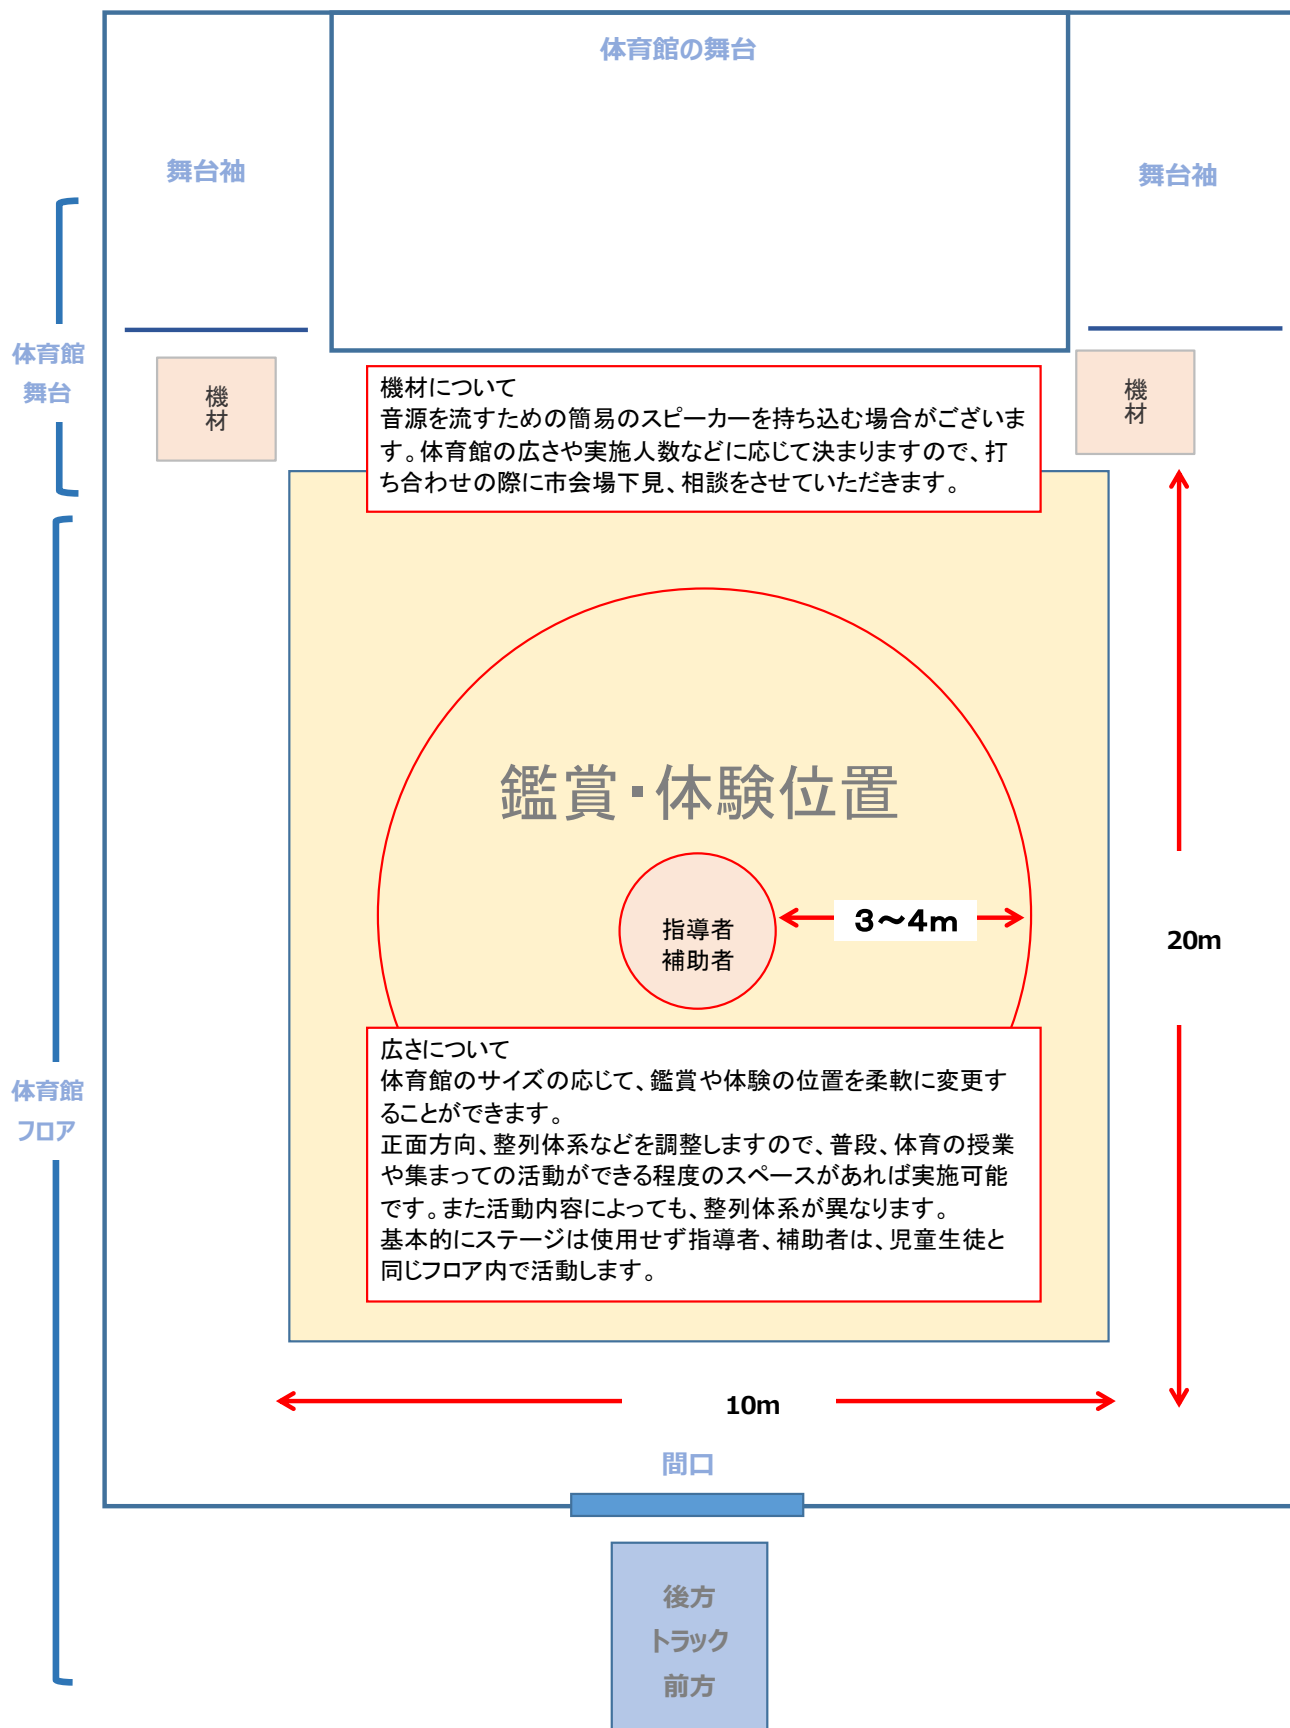 体育館の舞台
舞台袖
舞台袖
体育館
舞台
機
材
機
材
機材について
音源を流すための簡易のスピーカーを持ち込む場合がございま
す。体育館の広さや実施人数などに応じて決まりますので、打
ち合わせの際に市会場下見、相談をさせていただきます。
鑑賞・体験位置
指導者
補助者
3～4m
20m
広さについて
体育館のサイズの応じて、鑑賞や体験の位置を柔軟に変更す
ることができます。
正面方向、整列体系などを調整しますので、普段、体育の授業
や集まっての活動ができる程度のスペースがあれば実施可能
です。また活動内容によっても、整列体系が異なります。
基本的にステージは使用せず指導者、補助者は、児童生徒と
同じフロア内で活動します。
体育館
フロア
10m
間口
後方
トラック
前方